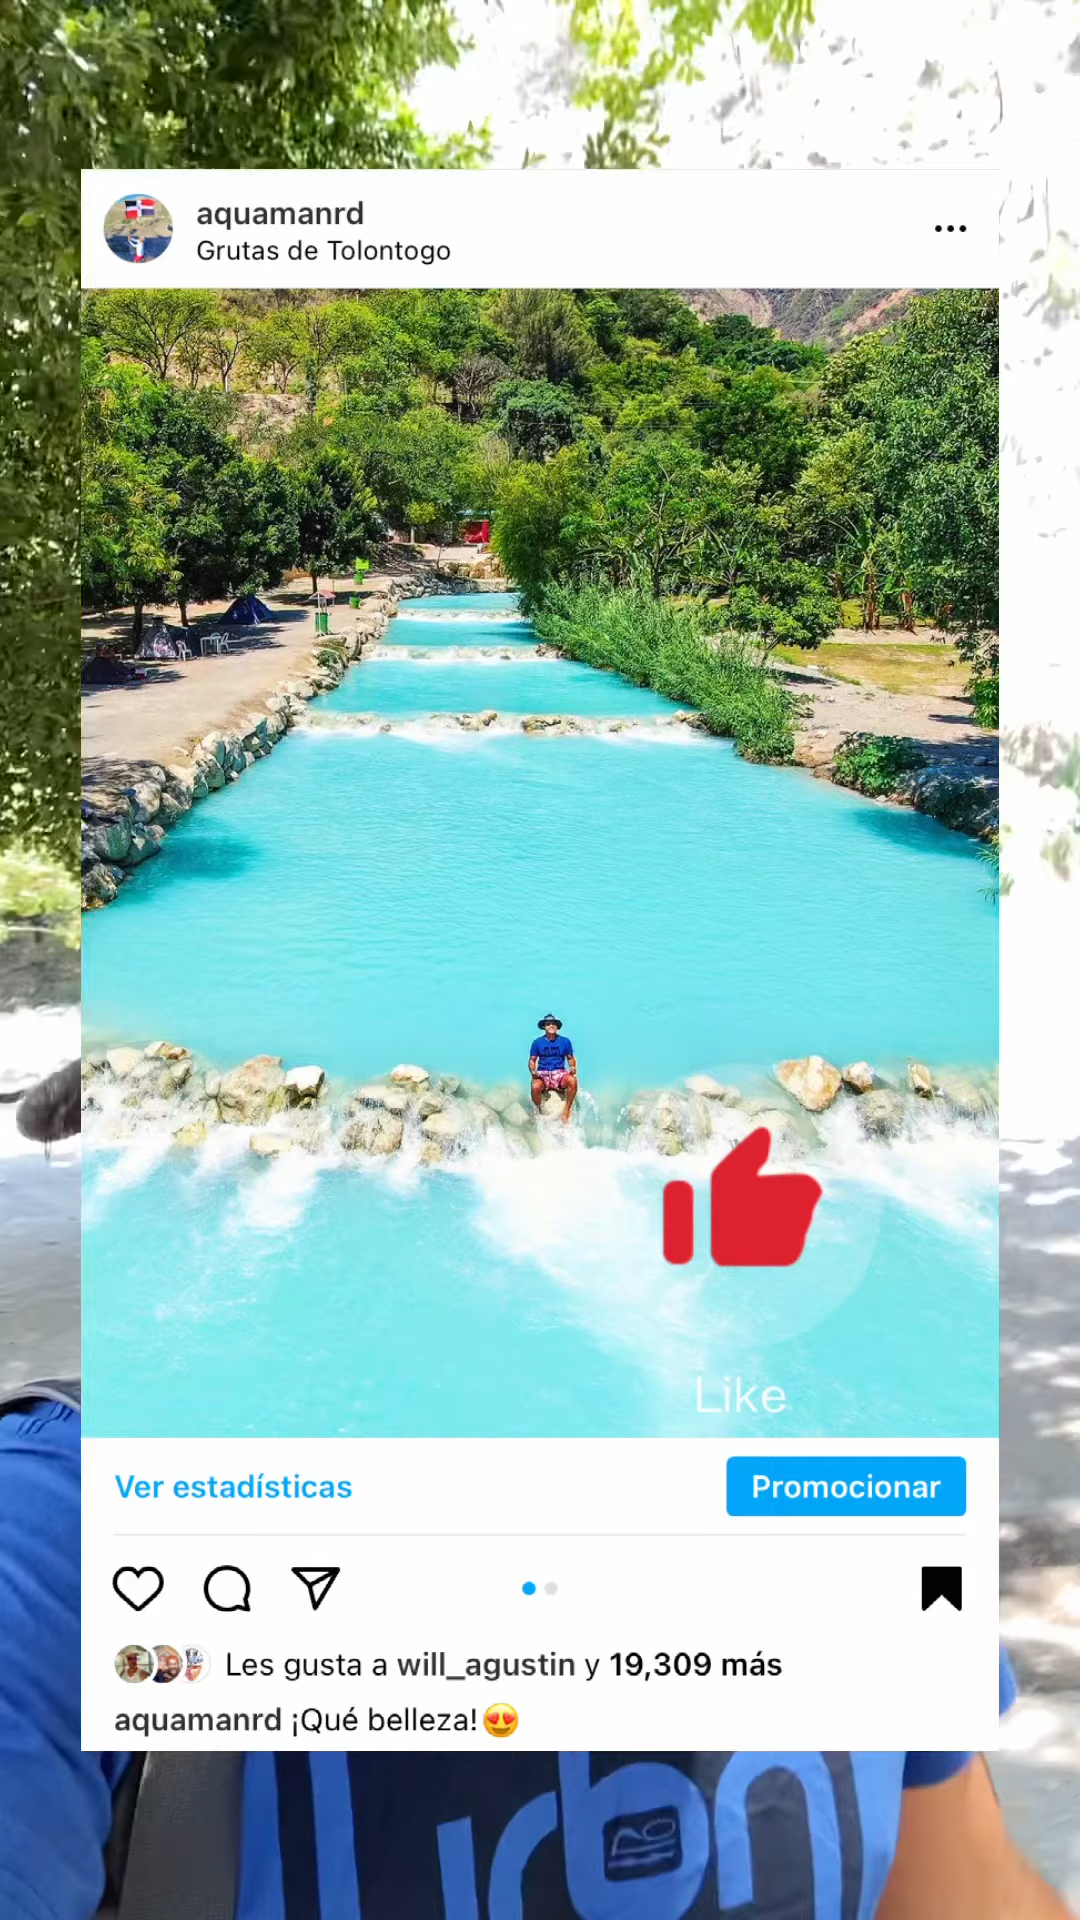 aquamanrd
Grutas de Tolontogo
Like
Ver estadísticas
Promocionar
Les gusta a will_agustin y 19,309 más
aquamanrd ¡Qué belleza!😍